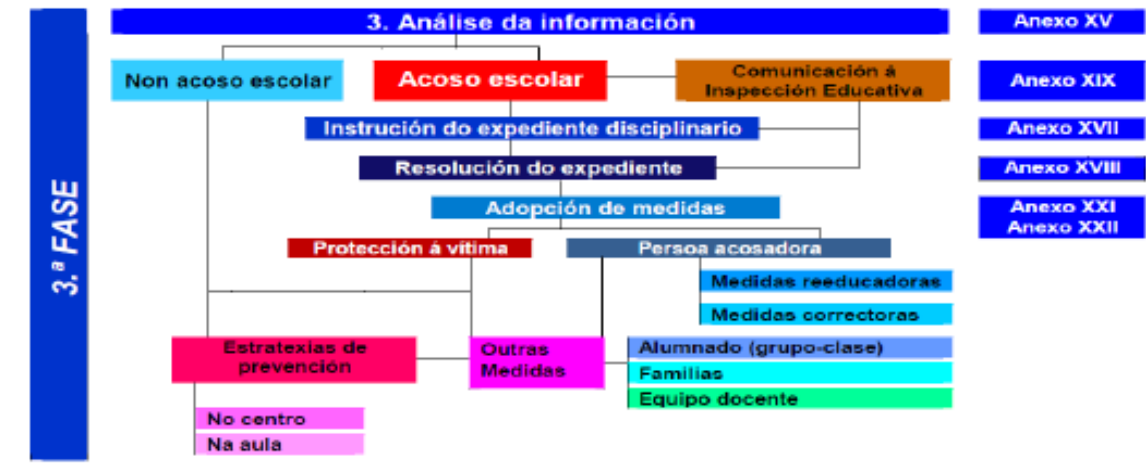 3.ª FASE
3. Análise da información
Anexo XV
Non acoso escolar
Acoso escolar
Comunicación á
Inspección Educativa
Anexo XIX
Instrución do expediente disciplinario
Anexo XVII
Resolución do expediente
Anexo XVIII
Adopción de medidas
Anexo XXI
Anexo XXII
Protección á vítima
Persoa acosadora
Medidas reeducadoras
Medidas correctoras
Estratexias de
prevención
Outras
Medidas
Alumnado (grupo-clase)
Familias
Equipo docente
No centro
Na aula